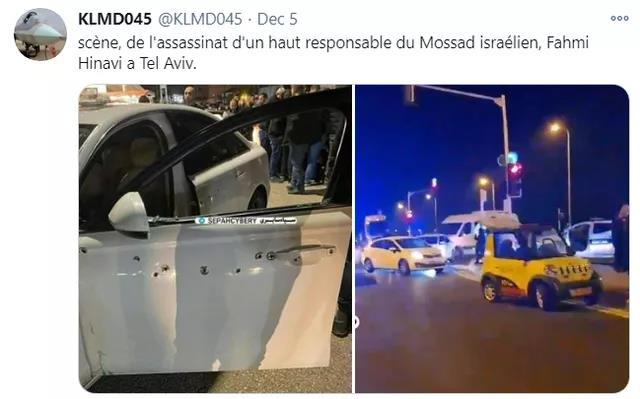 KLMD045 @KLMD045 · Dec 5
scène, de l'assassinat d'un haut responsable du Mossad israélien, Fahmi
Hinavi a Tel Aviv.
SEPAHCYBERY